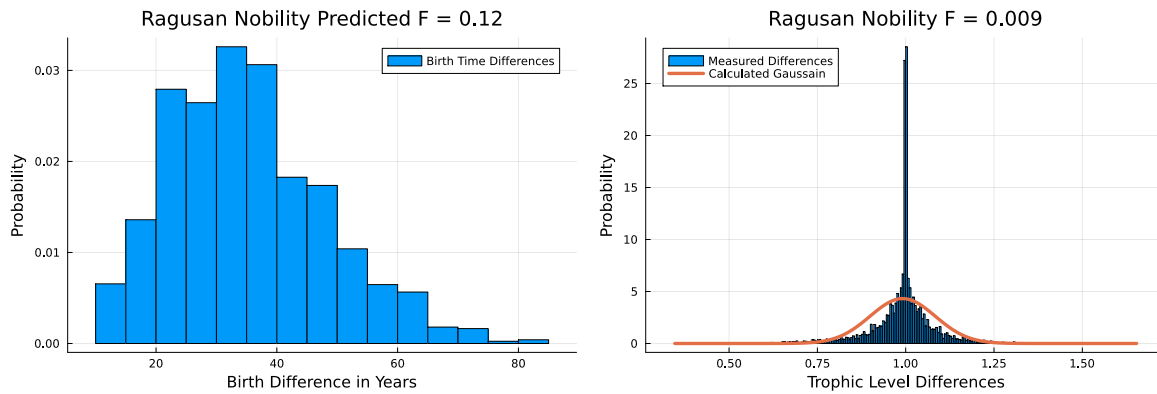 Ragusan Nobility Predicted F = 0.12
Birth Time Differences
Probability
0.03
0.02
0.01
0.00
20
40
60
80
Birth Difference in Years
Ragusan Nobility F = 0.009
Measured Differences
Calculated Gaussain
Probability
25
20
15
10
5
0
0.50
0.75
1.00
1.25
1.50
Trophic Level Differences